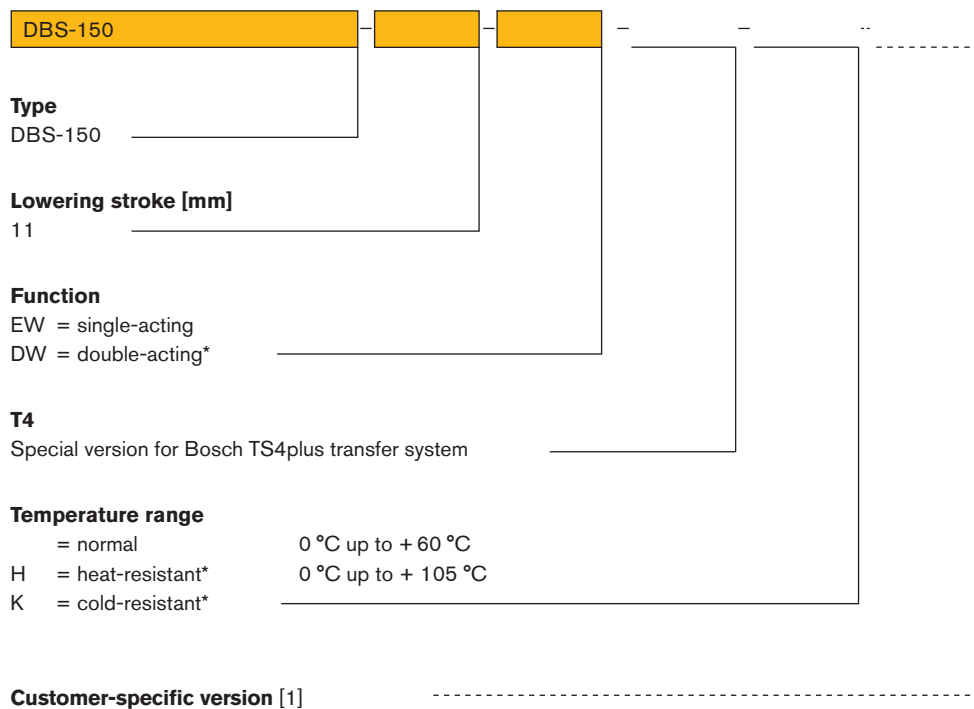 DBS-150 – – – – --
Type
DBS-150
Lowering stroke [mm]
11
Function
EW = single-acting
DW = double-acting*
T4
Special version for Bosch TS4plus transfer system
Temperature range
= normal 0 °C up to + 60 °C
H = heat-resistant* 0 °C up to + 105 °C
K = cold-resistant*
Customer-specific version [1]